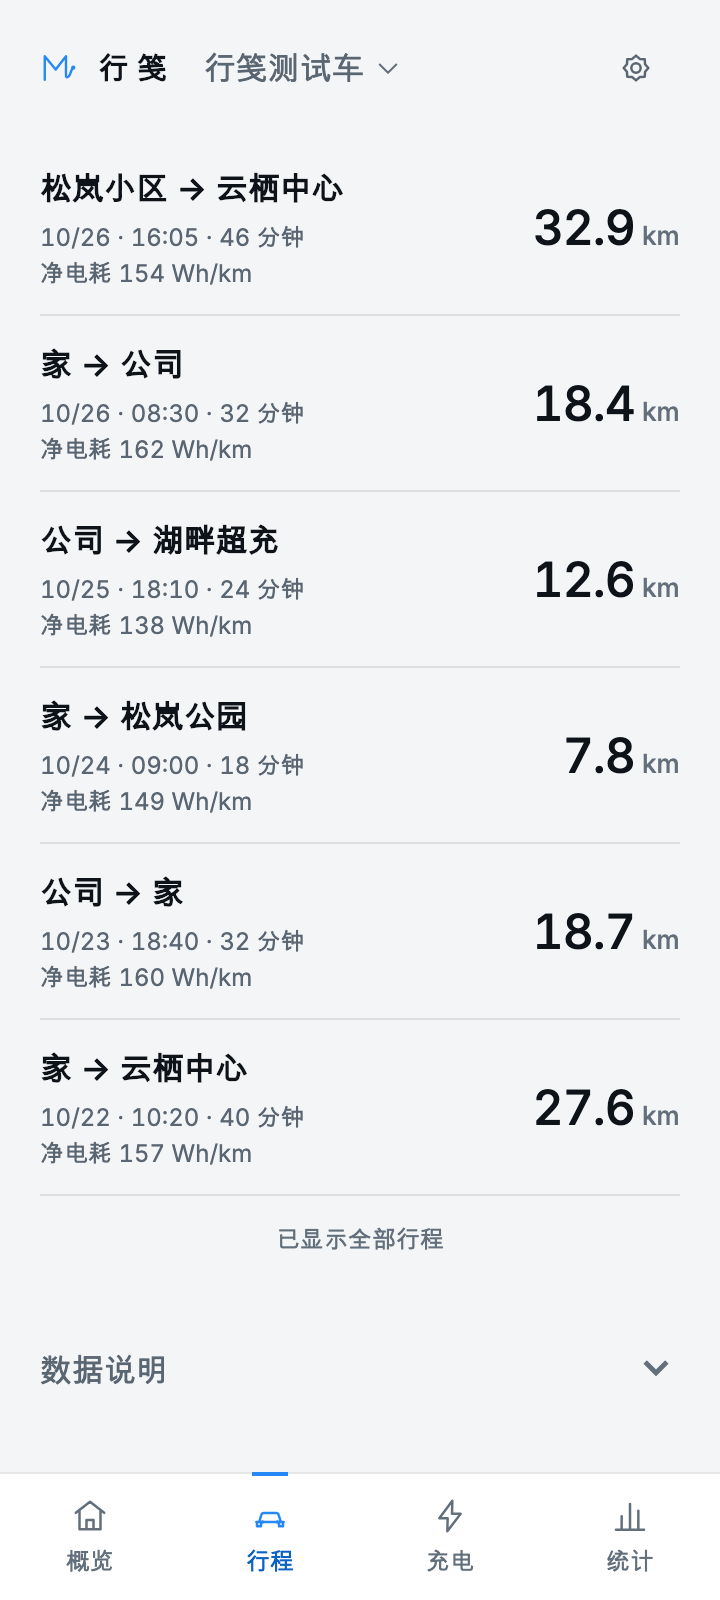 行笺 行笺测试车
松岚小区 → 云栖中心
10/26 · 16:05 · 46 分钟
净电耗 154 Wh/km
32.9 km
家 → 公司
10/26 · 08:30 · 32 分钟
净电耗 162 Wh/km
18.4 km
公司 → 湖畔超充
10/25 · 18:10 · 24 分钟
净电耗 138 Wh/km
12.6 km
家 → 松岚公园
10/24 · 09:00 · 18 分钟
净电耗 149 Wh/km
7.8 km
公司 → 家
10/23 · 18:40 · 32 分钟
净电耗 160 Wh/km
18.7 km
家 → 云栖中心
10/22 · 10:20 · 40 分钟
净电耗 157 Wh/km
27.6 km
已显示全部行程
数据说明
概览 行程 充电 统计